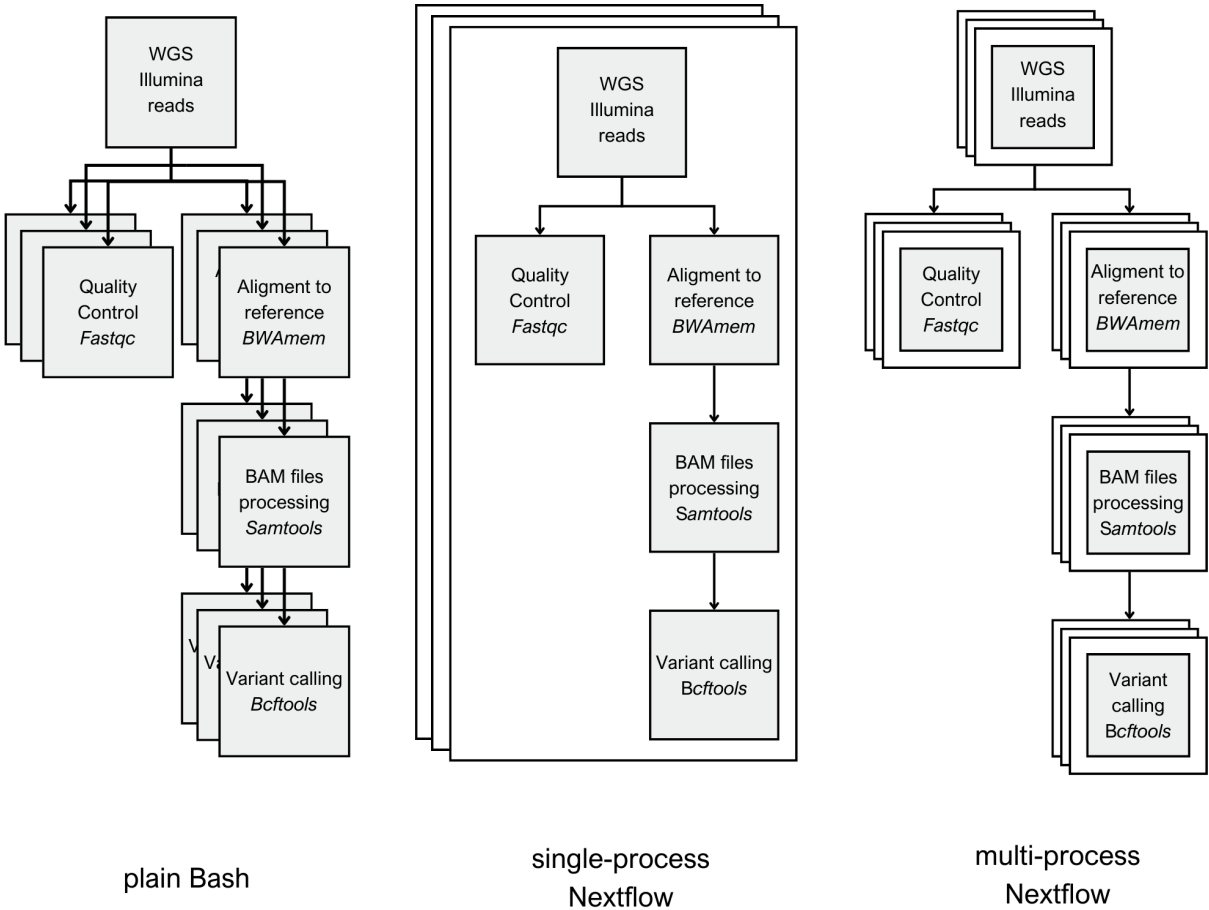 WGS
Illumina
reads
Quality
Control
Fastqc
Aligment to
reference
BWAmem
BAM files
processing
Samtools
Variant calling
Bcftools
plain Bash
WGS
Illumina
reads
Quality
Control
Fastqc
Aligment to
reference
BWAmem
BAM files
processing
Samtools
Variant calling
Bcftools
single-process
Nextflow
WGS
Illumina
reads
Quality
Control
Fastqc
Aligment to
reference
BWAmem
BAM files
processing
Samtools
Variant
calling
Bcftools
multi-process
Nextflow